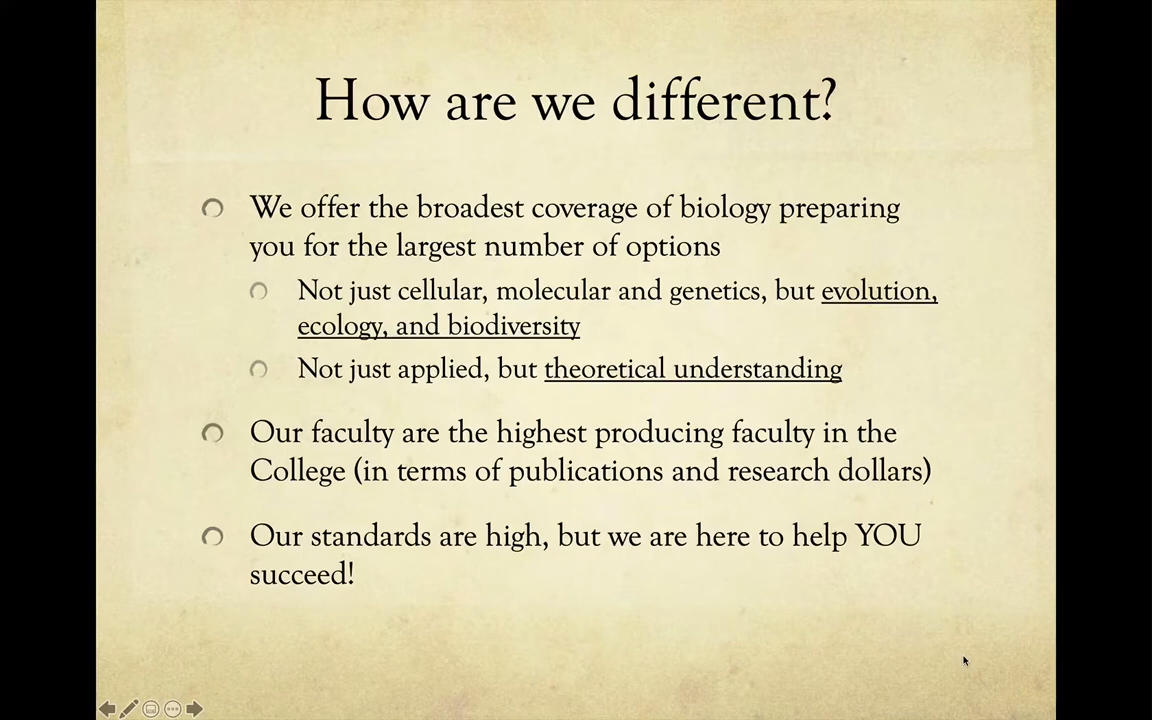 How are we different?
We offer the broadest coverage of biology preparing
you for the largest number of options
Not just cellular, molecular and genetics, but evolution,
ecology, and biodiversity
Not just applied, but theoretical understanding
Our faculty are the highest producing faculty in the
College (in terms of publications and research dollars)
Our standards are high, but we are here to help YOU
succeed!